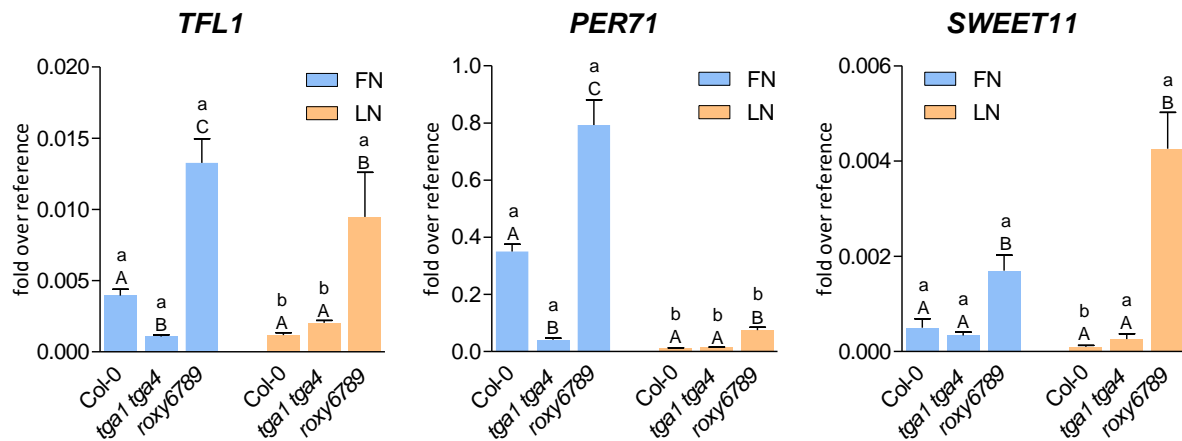 TFL1
fold over reference
0.020
0.015
0.010
0.005
0.000
FN
LN
a
A
a
B
a
C
b
A
b
A
a
B
Col-0
tga1 tga4
roxy6789
Col-0
tga1 tga4
roxy6789
PER71
fold over reference
1.0
0.8
0.6
0.4
0.2
0.0
FN
LN
a
A
a
B
a
C
b
A
b
A
b
B
Col-0
tga1 tga4
roxy6789
Col-0
tga1 tga4
roxy6789
SWEET11
fold over reference
0.006
0.004
0.002
0.000
FN
LN
a
A
a
A
a
B
b
A
a
A
a
B
Col-0
tga1 tga4
roxy6789
Col-0
tga1 tga4
roxy6789